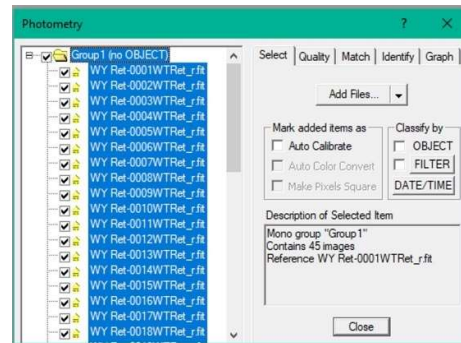 Photometry
? ×
Group1 (no OBJECT)
WY Ret-0001WTRet_r.fit
WY Ret-0002WTRet_r.fit
WY Ret-0003WTRet_r.fit
WY Ret-0004WTRet_r.fit
WY Ret-0005WTRet_r.fit
WY Ret-0006WTRet_r.fit
WY Ret-0007WTRet_r.fit
WY Ret-0008WTRet_r.fit
WY Ret-0009WTRet_r.fit
WY Ret-0010WTRet_r.fit
WY Ret-0011WTRet_r.fit
WY Ret-0012WTRet_r.fit
WY Ret-0013WTRet_r.fit
WY Ret-0014WTRet_r.fit
WY Ret-0015WTRet_r.fit
WY Ret-0016WTRet_r.fit
WY Ret-0017WTRet_r.fit
WY Ret-0018WTRet_r.fit
Select Quality Match Identify Graph
Add Files...
Mark added items as
Auto Calibrate
Auto Color Convert
Make Pixels Square
Classify by
OBJECT
FILTER
DATE/TIME
Description of Selected Item
Mono group "Group1"
Contains 45 images
Reference WY Ret-0001WTRet_r.fit
Close